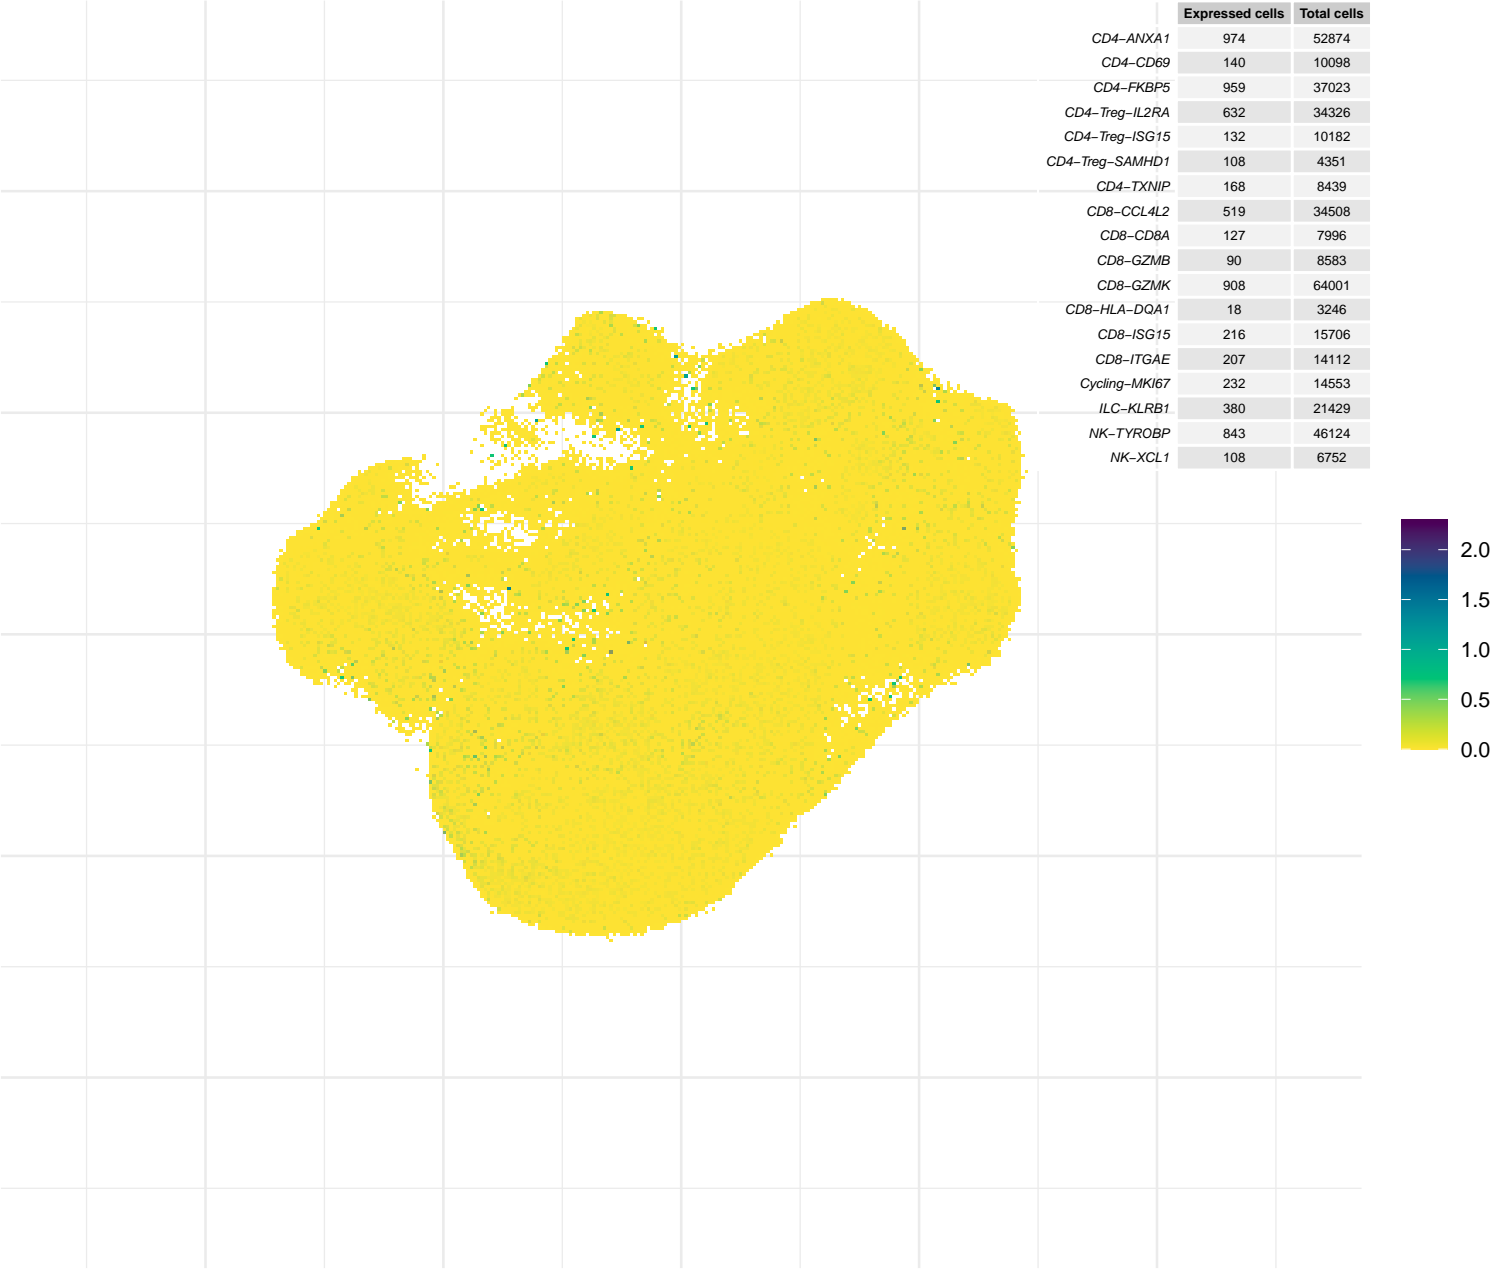 Expressed cells Total cells
CD4−ANXA1 974 52874
CD4−CD69 140 10098
CD4−FKBP5 959 37023
CD4−Treg−IL2RA 632 34326
CD4−Treg−ISG15 132 10182
CD4−Treg−SAMHD1 108 4351
CD4−TXNIP 168 8439
CD8−CCL4L2 519 34508
CD8−CD8A 127 7996
CD8−GZMB 90 8583
CD8−GZMK 908 64001
CD8−HLA−DQA1 18 3246
CD8−ISG15 216 15706
CD8−ITGAE 207 14112
Cycling−MKI67 232 14553
ILC−KLRB1 380 21429
NK−TYROBP 843 46124
NK−XCL1 108 6752
2.0
1.5
1.0
0.5
0.0